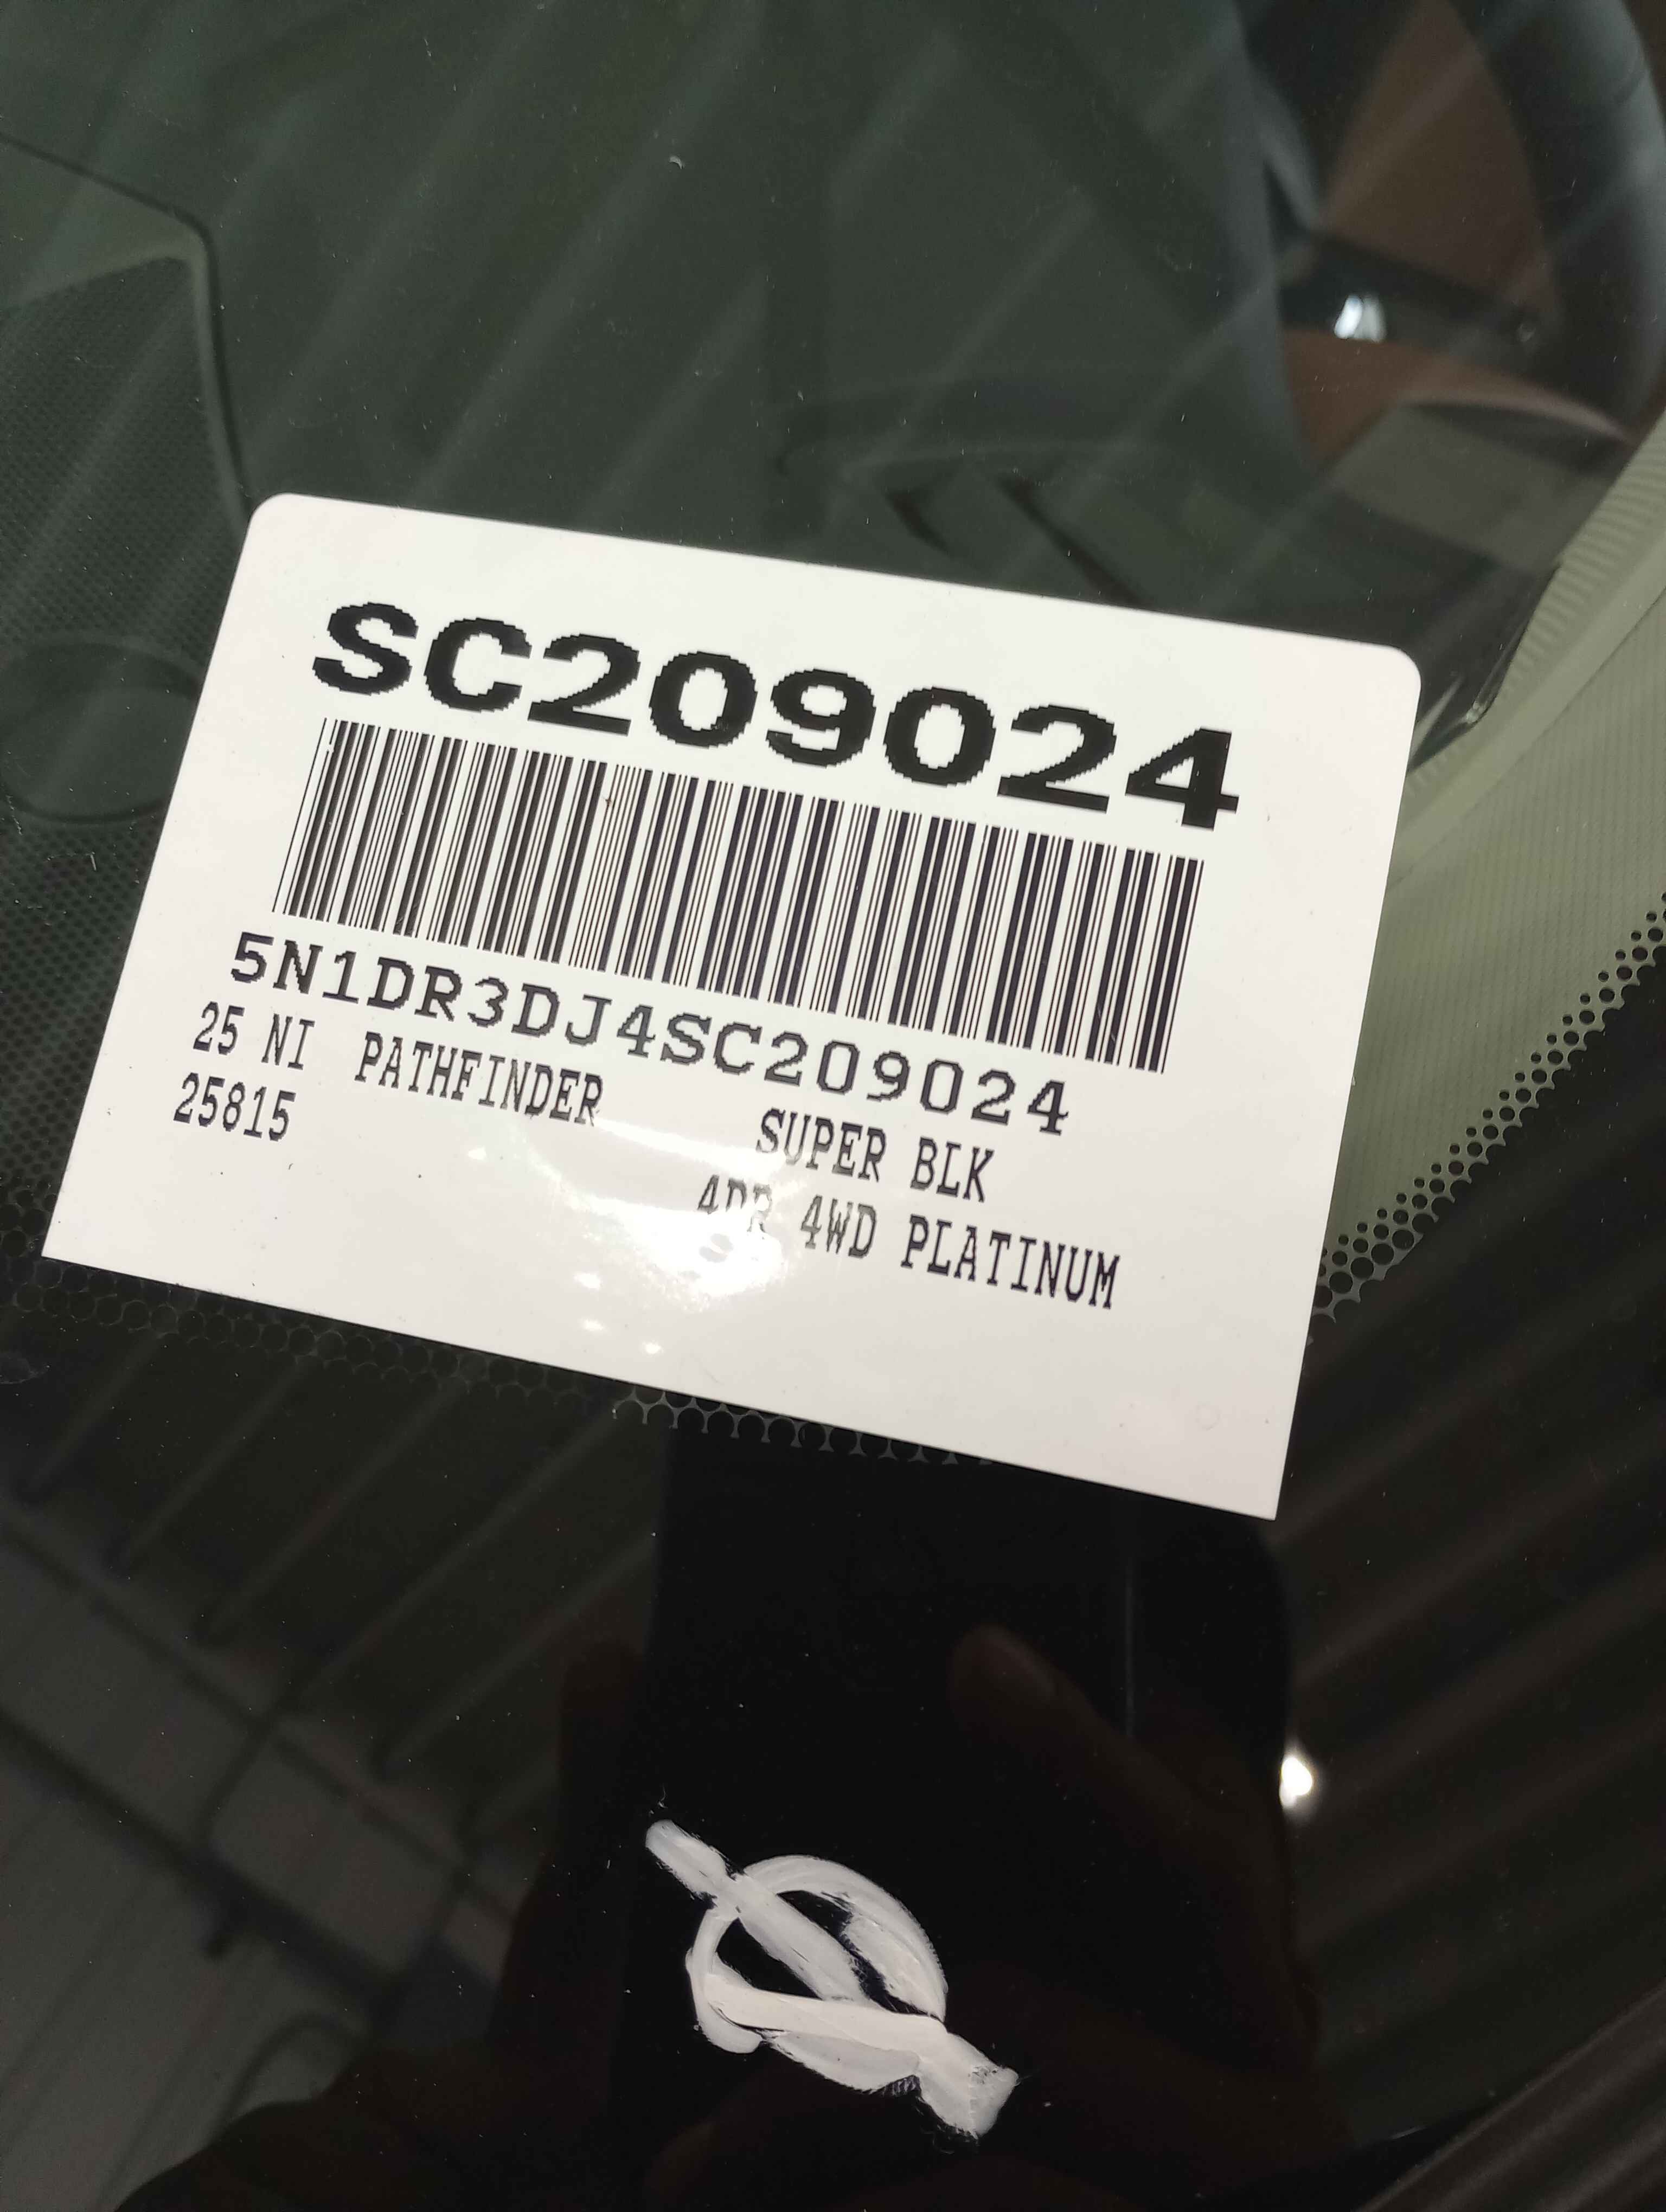 SC209024
5N1DR3DJ4SC209024
25 NI PATHFINDER SUPER BLK
25815 4DR 4WD PLATINUM